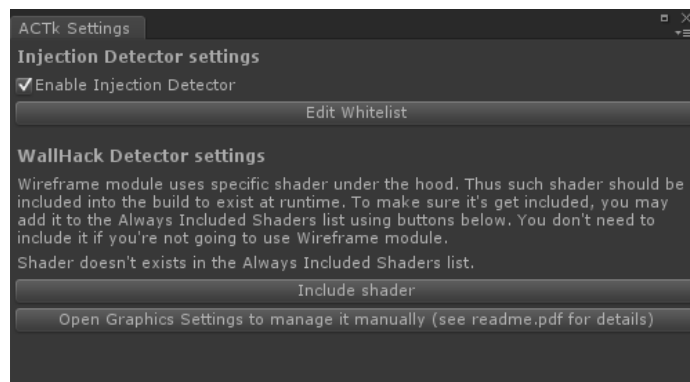 ACTk Settings
Injection Detector settings
Enable Injection Detector
Edit Whitelist
WallHack Detector settings
Wireframe module uses specific shader under the hood. Thus such shader should be
included into the build to exist at runtime. To make sure it's get included, you may
add it to the Always Included Shaders list using buttons below. You don't need to
include it if you're not going to use Wireframe module.
Shader doesn't exists in the Always Included Shaders list.
Include shader
Open Graphics Settings to manage it manually (see readme.pdf for details)